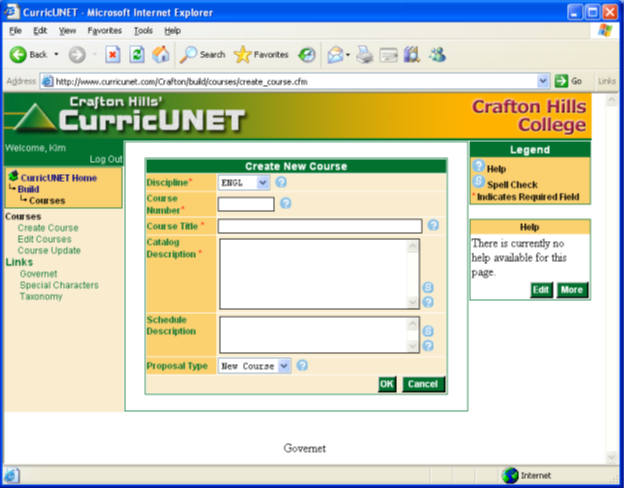 CurricUNET - Microsoft Internet Explorer
File Edit View Favorites Tools Help
Back Search Favorites
Address http://www.curricunet.com/Crafton/build/courses/create_course.cfm Go Links
Crafton Hills'
CurricUNET
Crafton Hills
College
Welcome, Kim
Log Out
CurricUNET Home
Build
Courses
Courses
Create Course
Edit Courses
Course Update
Links
Governet
Special Characters
Taxonomy
Create New Course
Discipline* ENGL ?
Course
Number* ?
Course Title * ?
Catalog
Description *
S
?
Schedule
Description
S
?
Proposal Type New Course ?
OK Cancel
Legend
? Help
S Spell Check
* Indicates Required Field
Help
There is currently no
help available for this
page.
Edit More
Governet
Internet